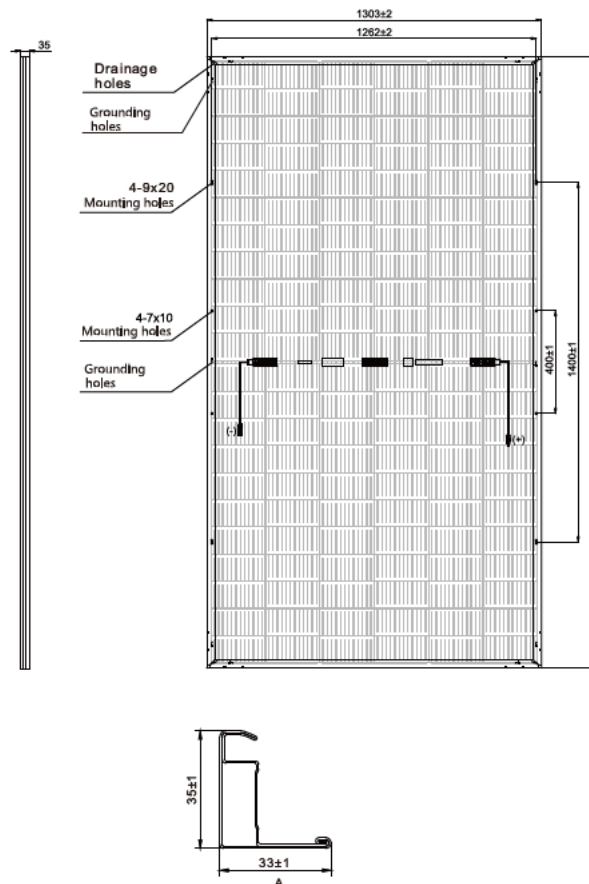 1303±2
1262±2
35
Drainage
holes
Grounding
holes
4-9x20
Mounting holes
4-7x10
Mounting holes
Grounding
holes
400±1
1400±1
(-)
(+)
35±1
33±1
A